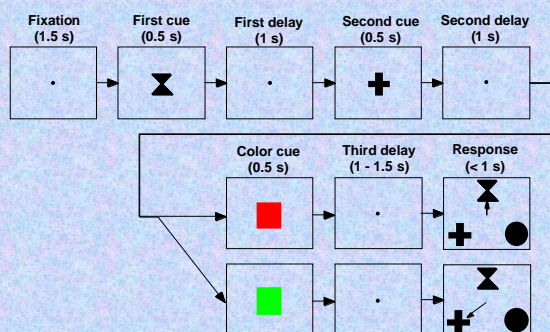 Fixation
(1.5 s)
First cue
(0.5 s)
First delay
(1 s)
Second cue
(0.5 s)
Second delay
(1 s)
Color cue
(0.5 s)
Third delay
(1 - 1.5 s)
Response
(< 1 s)